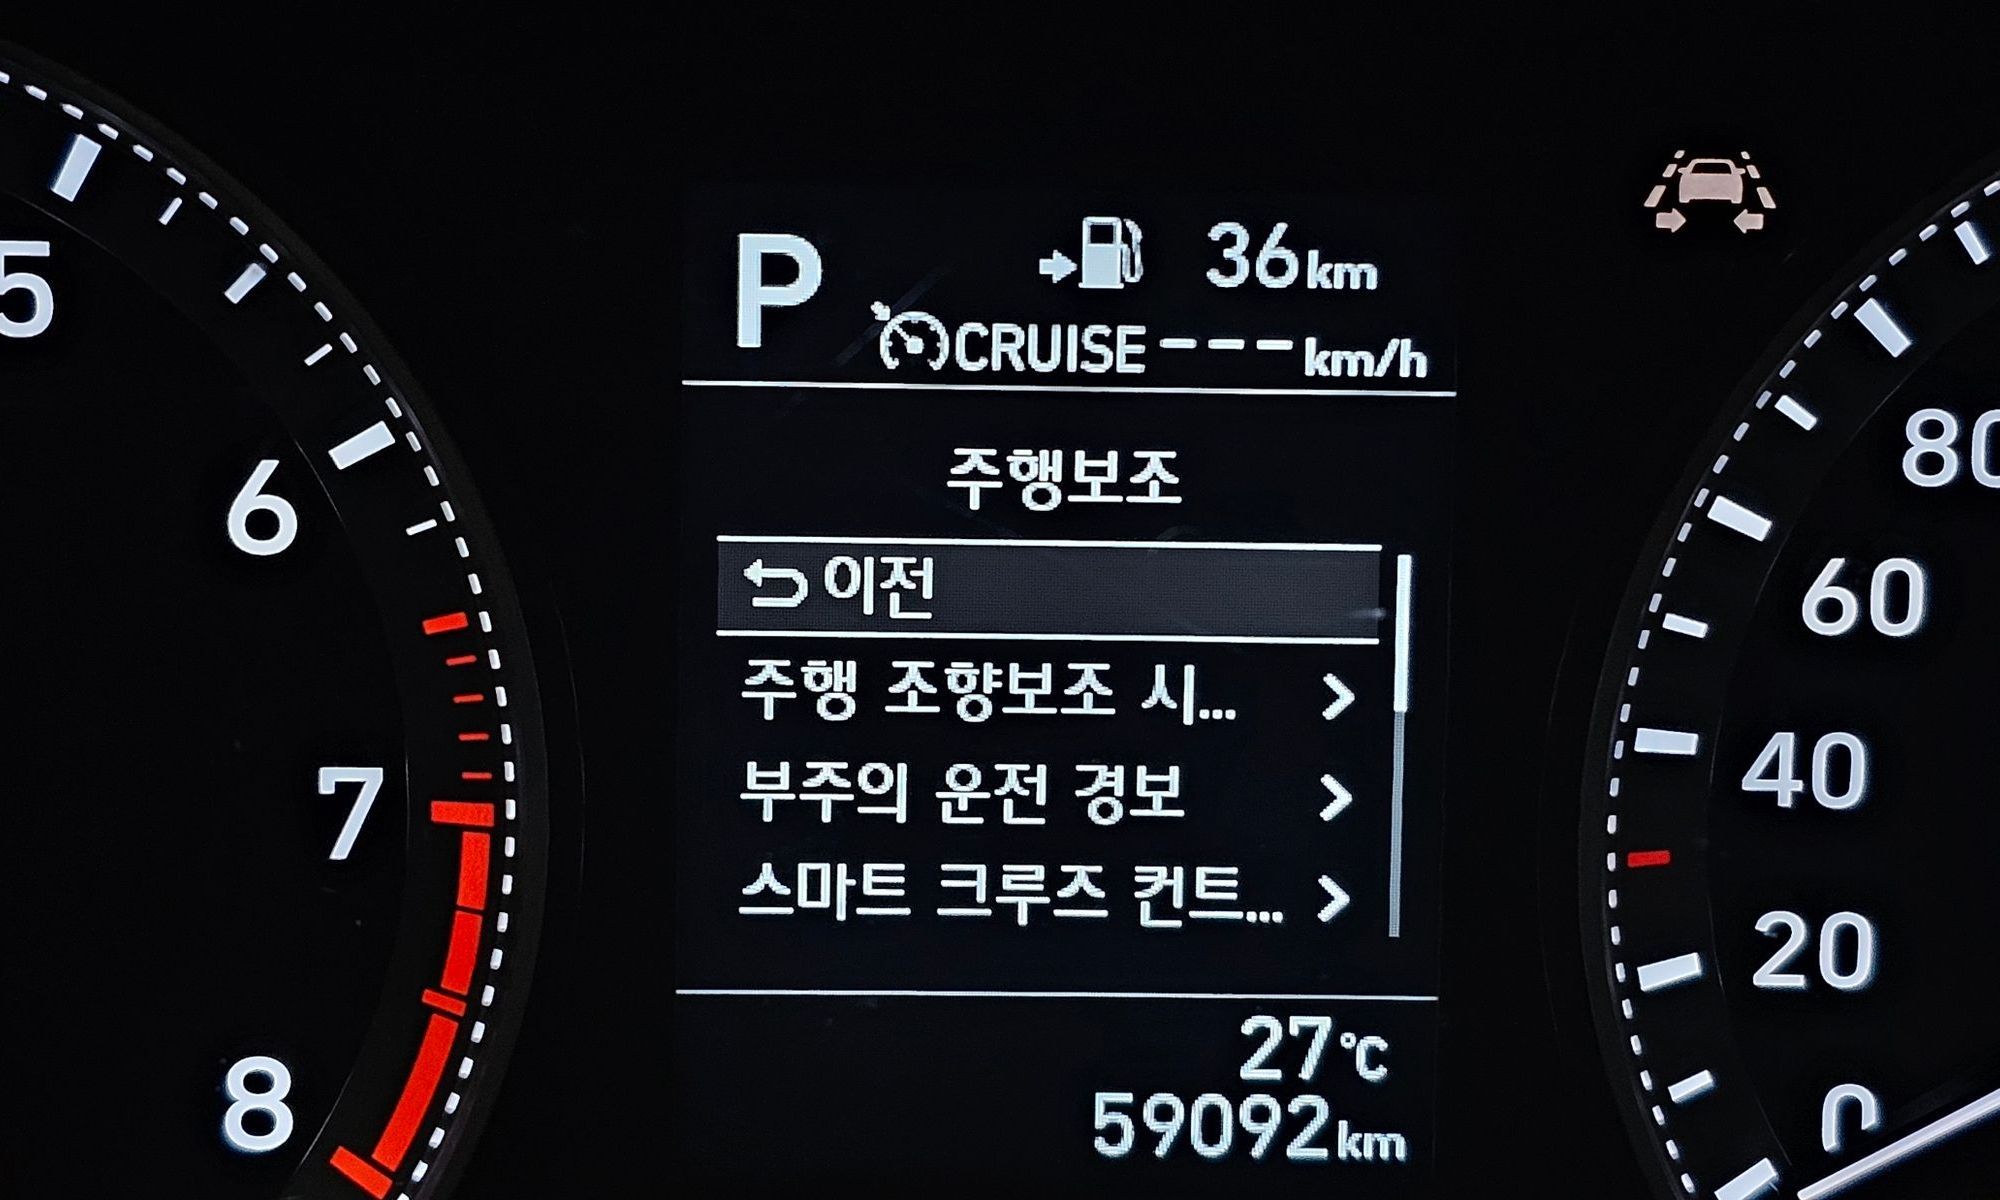 P 36km
CRUISE ---km/h
주행보조
이전
주행 조향보조 시...
부주의 운전 경보
스마트 크루즈 컨트...
27℃
59092km
5
6
7
8
80
60
40
20
0